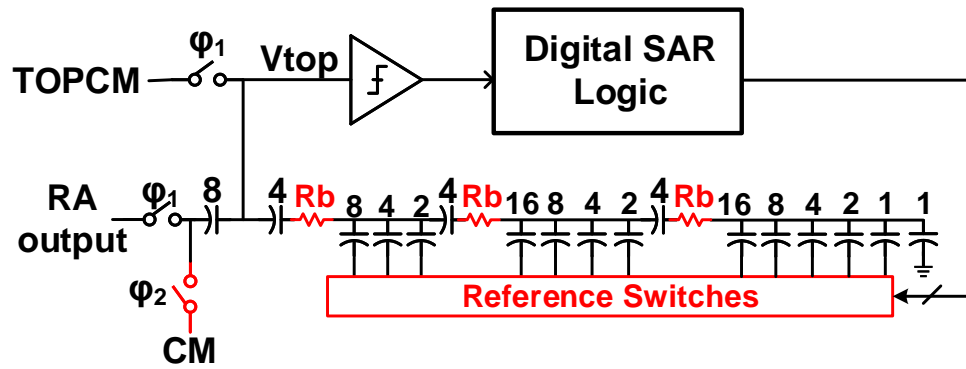 φ1
TOPCM
Vtop
Digital SAR
Logic
RA
output
φ1
8
4
Rb
8 4 2
4
Rb
16 8 4 2
4
Rb
16 8 4 2 1 1
φ2
CM
Reference Switches